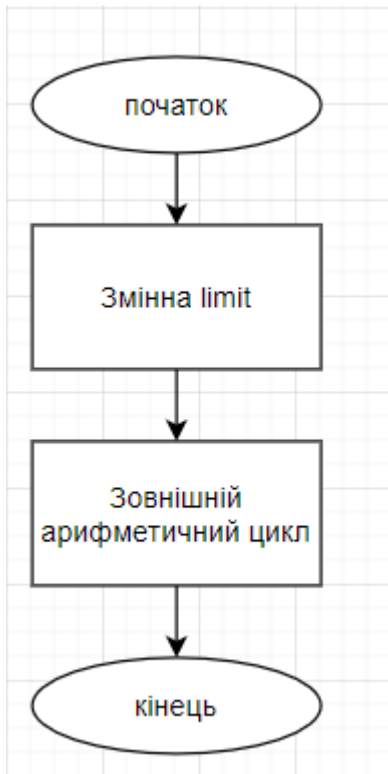 початок
Змінна limit
Зовнішній
арифметичний цикл
кінець